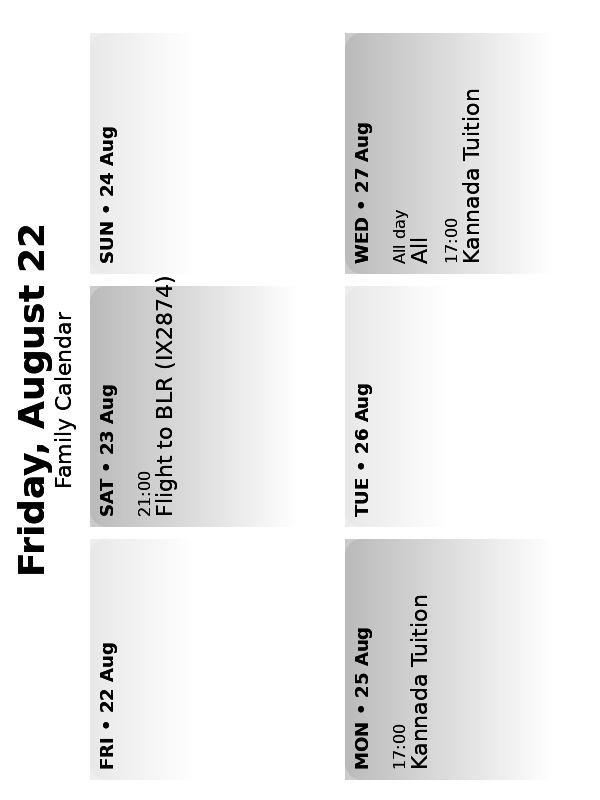 Friday, August 22
Family Calendar
FRI • 22 Aug
SAT • 23 Aug
21:00
Flight to BLR (IX2874)
SUN • 24 Aug
MON • 25 Aug
17:00
Kannada Tuition
TUE • 26 Aug
WED • 27 Aug
All day
All
17:00
Kannada Tuition